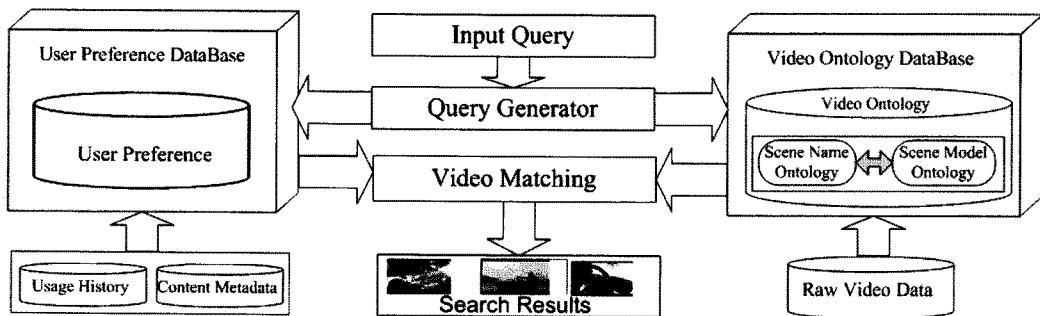 User Preference DataBase
User Preference
Usage History
Content Metadata
Input Query
Query Generator
Video Matching
Search Results
Video Ontology DataBase
Video Ontology
Scene Name
Ontology
Scene Model
Ontology
Raw Video Data